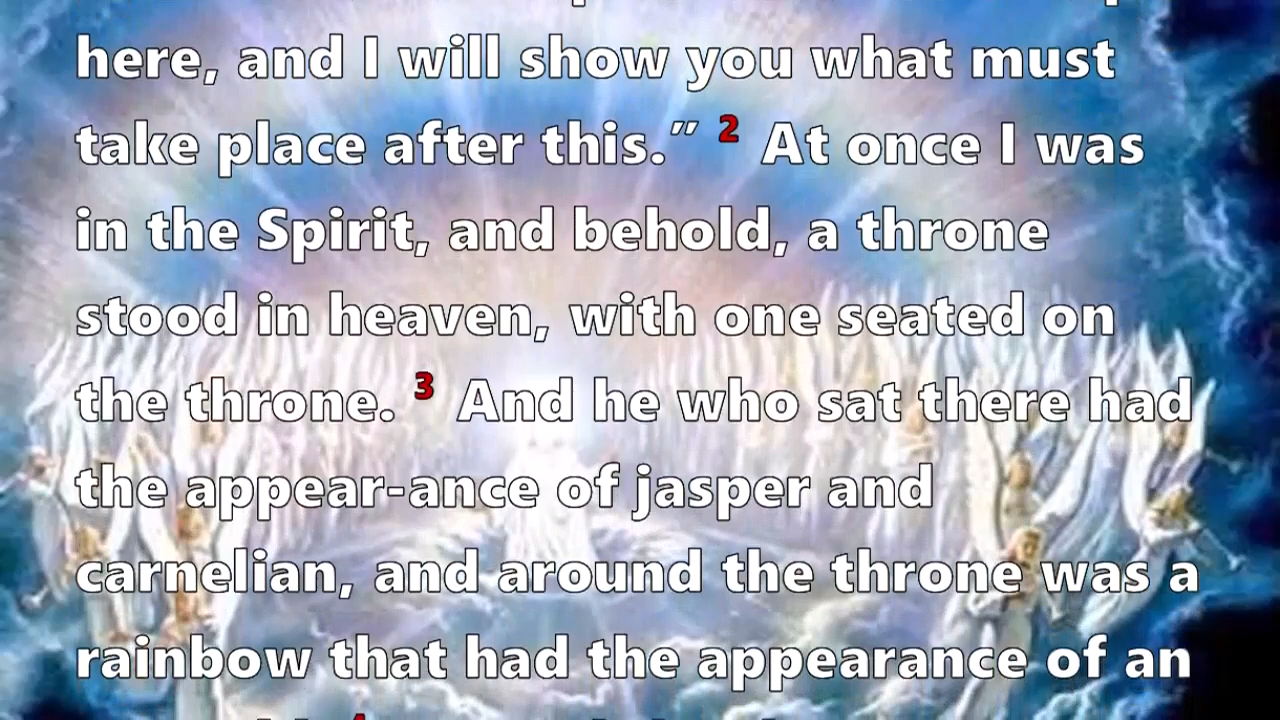 here, and I will show you what must
take place after this.” 2 At once I was
in the Spirit, and behold, a throne
stood in heaven, with one seated on
the throne. 3 And he who sat there had
the appear-ance of jasper and
carnelian, and around the throne was a
rainbow that had the appearance of an